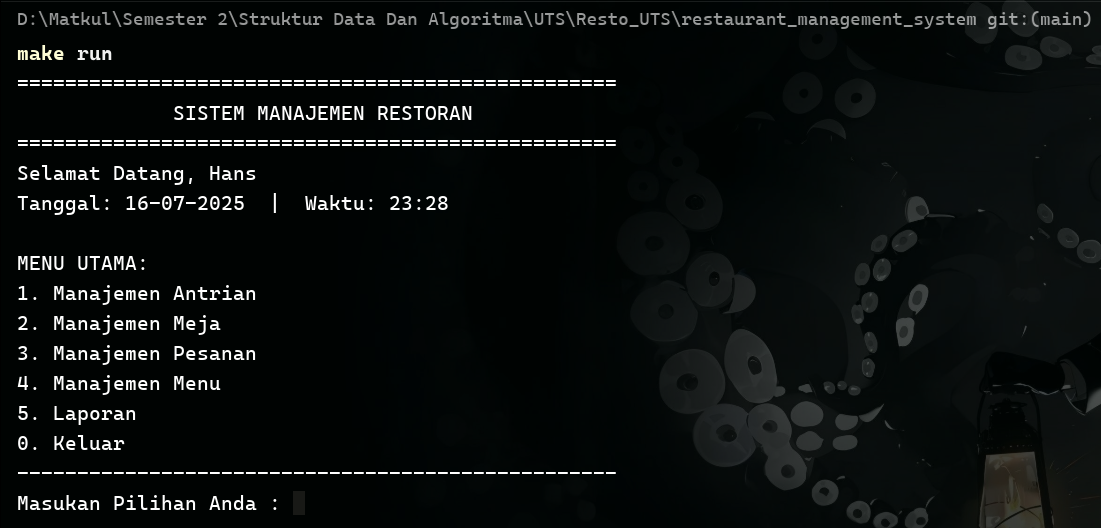 D:\Matkul\Semester 2\Struktur Data Dan Algoritma\UTS\Resto_UTS\restaurant_management_system git:(main)
make run
==================================================
SISTEM MANAJEMEN RESTORAN
==================================================
Selamat Datang, Hans
Tanggal: 16-07-2025 | Waktu: 23:28
MENU UTAMA:
1. Manajemen Antrian
2. Manajemen Meja
3. Manajemen Pesanan
4. Manajemen Menu
5. Laporan
0. Keluar
--------------------------------------------------
Masukan Pilihan Anda :